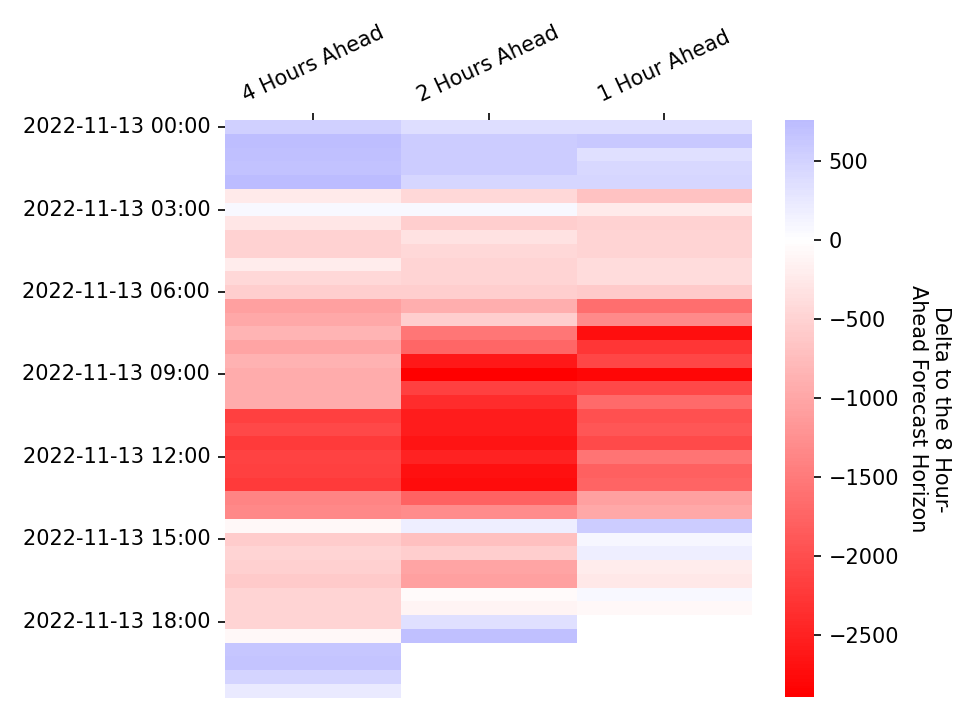 4 Hours Ahead
2 Hours Ahead
1 Hour Ahead
2022-11-13 00:00
2022-11-13 03:00
2022-11-13 06:00
2022-11-13 09:00
2022-11-13 12:00
2022-11-13 15:00
2022-11-13 18:00
500
0
−500
−1000
−1500
−2000
−2500
Delta to the 8 Hour-
Ahead Forecast Horizon